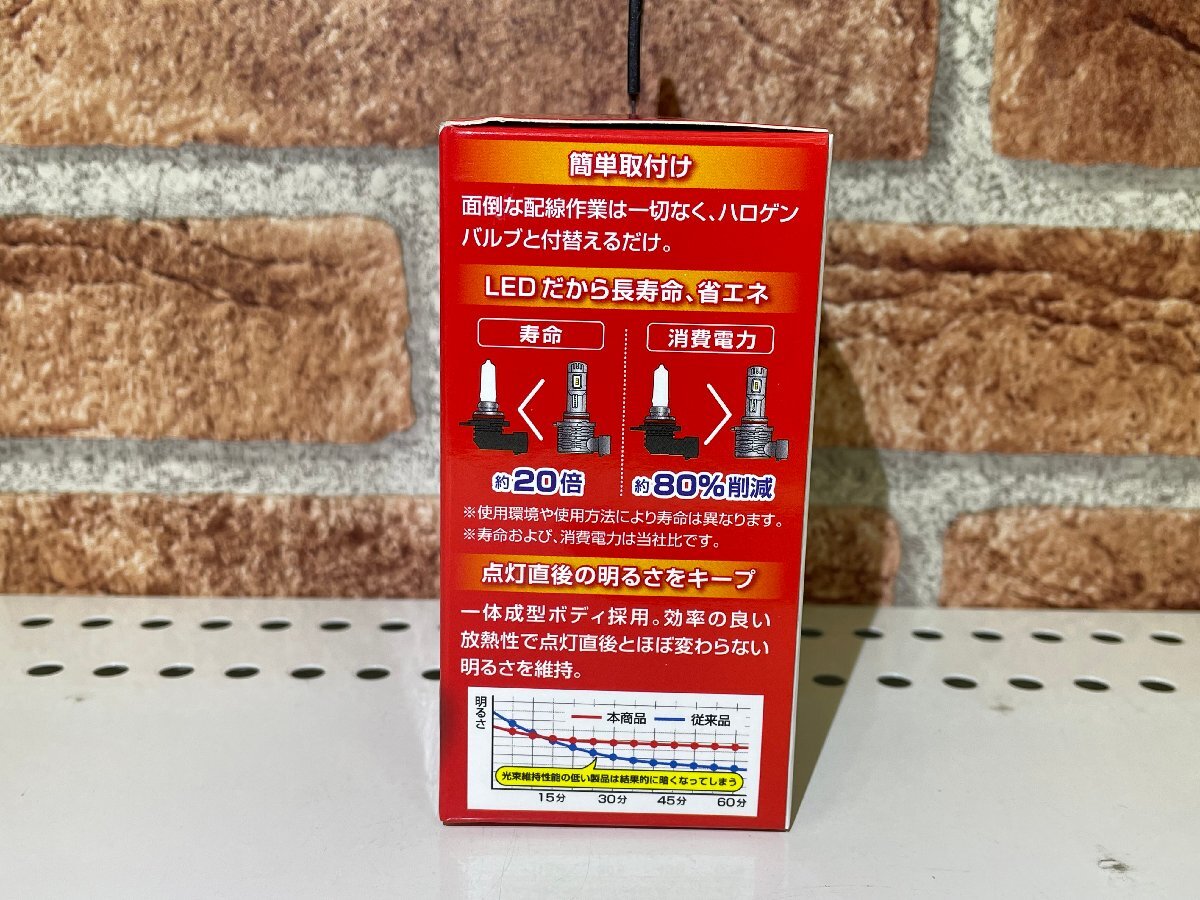 簡単取付け
面倒な配線作業は一切なく、ハロゲン
バルブと付替えるだけ。
LEDだから長寿命、省エネ
寿命
消費電力
約20倍
約80%削減
※使用環境や使用方法により寿命は異なります。
※寿命および、消費電力は当社比です。
点灯直後の明るさをキープ
一体成型ボディ採用。効率の良い
放熱性で点灯直後とほぼ変わらない
明るさを維持。
明るさ
本商品 従来品
光束維持性能の低い製品は結果的に暗くなってしまう
15分 30分 45分 60分